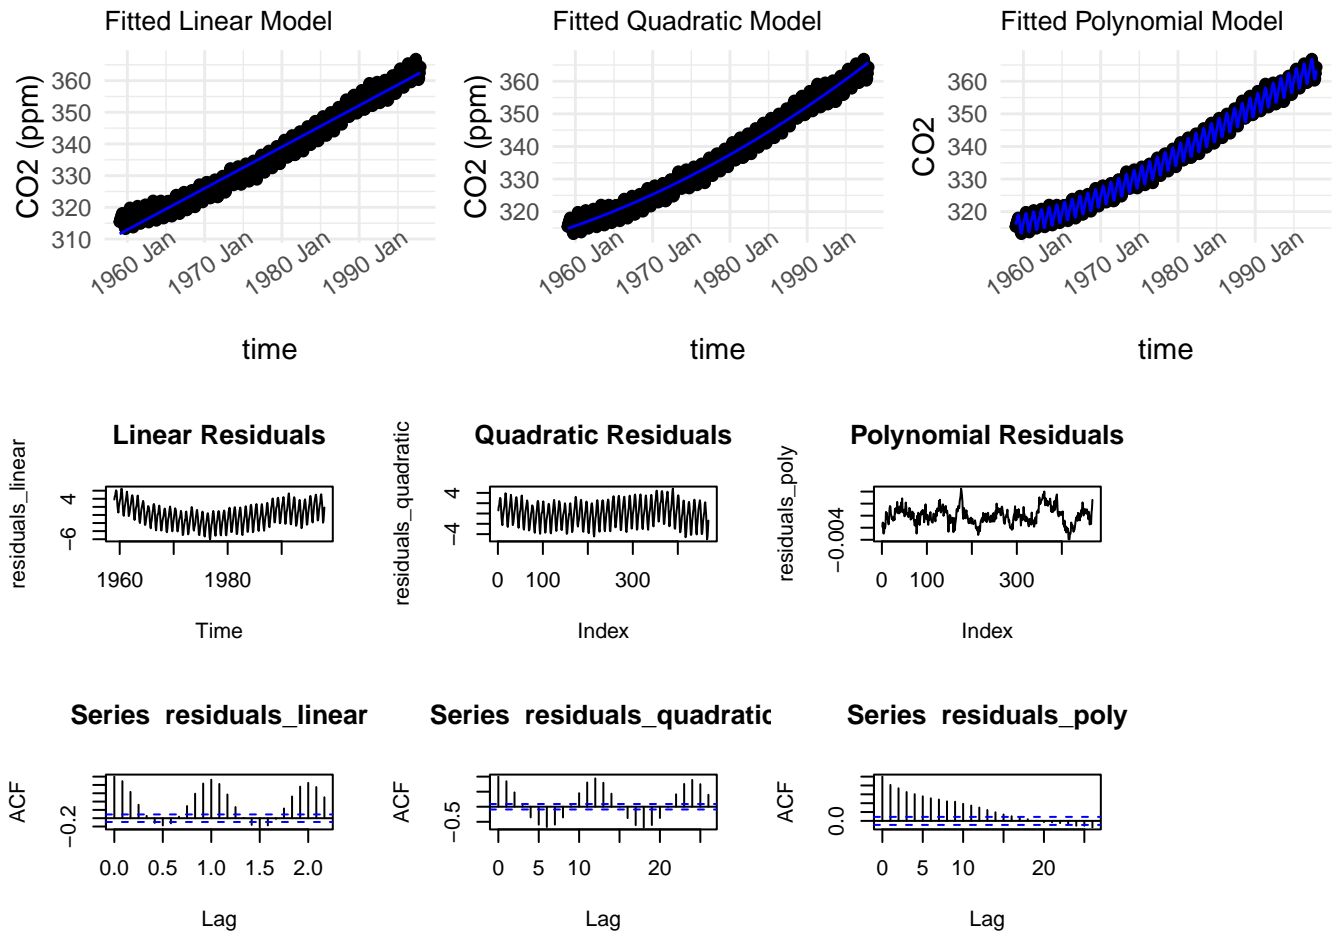 Fitted Linear Model
CO2 (ppm)
360
350
340
330
320
310
1960 Jan
1970 Jan
1980 Jan
1990 Jan
time
Fitted Quadratic Model
CO2 (ppm)
360
350
340
330
320
1960 Jan
1970 Jan
1980 Jan
1990 Jan
time
Fitted Polynomial Model
CO2
360
350
340
330
320
1960 Jan
1970 Jan
1980 Jan
1990 Jan
time
Linear Residuals
residuals_linear
4
−6
1960 1980
Time
Quadratic Residuals
residuals_quadratic
4
−4
0 100 300
Index
Polynomial Residuals
residuals_poly
−0.004
0 100 300
Index
Series residuals_linear
ACF
−0.2
0.0 0.5 1.0 1.5 2.0
Lag
Series residuals_quadratic
ACF
−0.5
0 5 10 20
Lag
Series residuals_poly
ACF
0.0
0 5 10 20
Lag